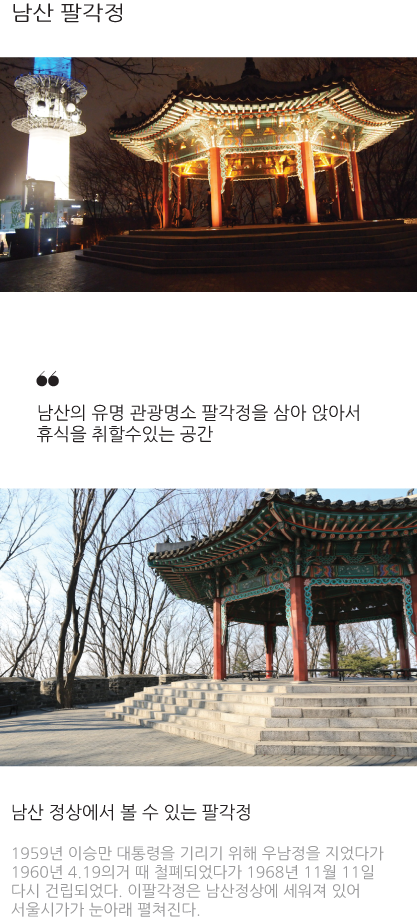 남산 팔각정
남산의 유명 관광명소 팔각정을 삼아 앉아서
휴식을 취할수있는 공간
남산 정상에서 볼 수 있는 팔각정
1959년 이승만 대통령을 기리기 위해 우남정을 지었다가
1960년 4.19의거 때 철폐되었다가 1968년 11월 11일
다시 건립되었다. 이팔각정은 남산정상에 세워져 있어
서울시가가 눈아래 펼쳐진다.